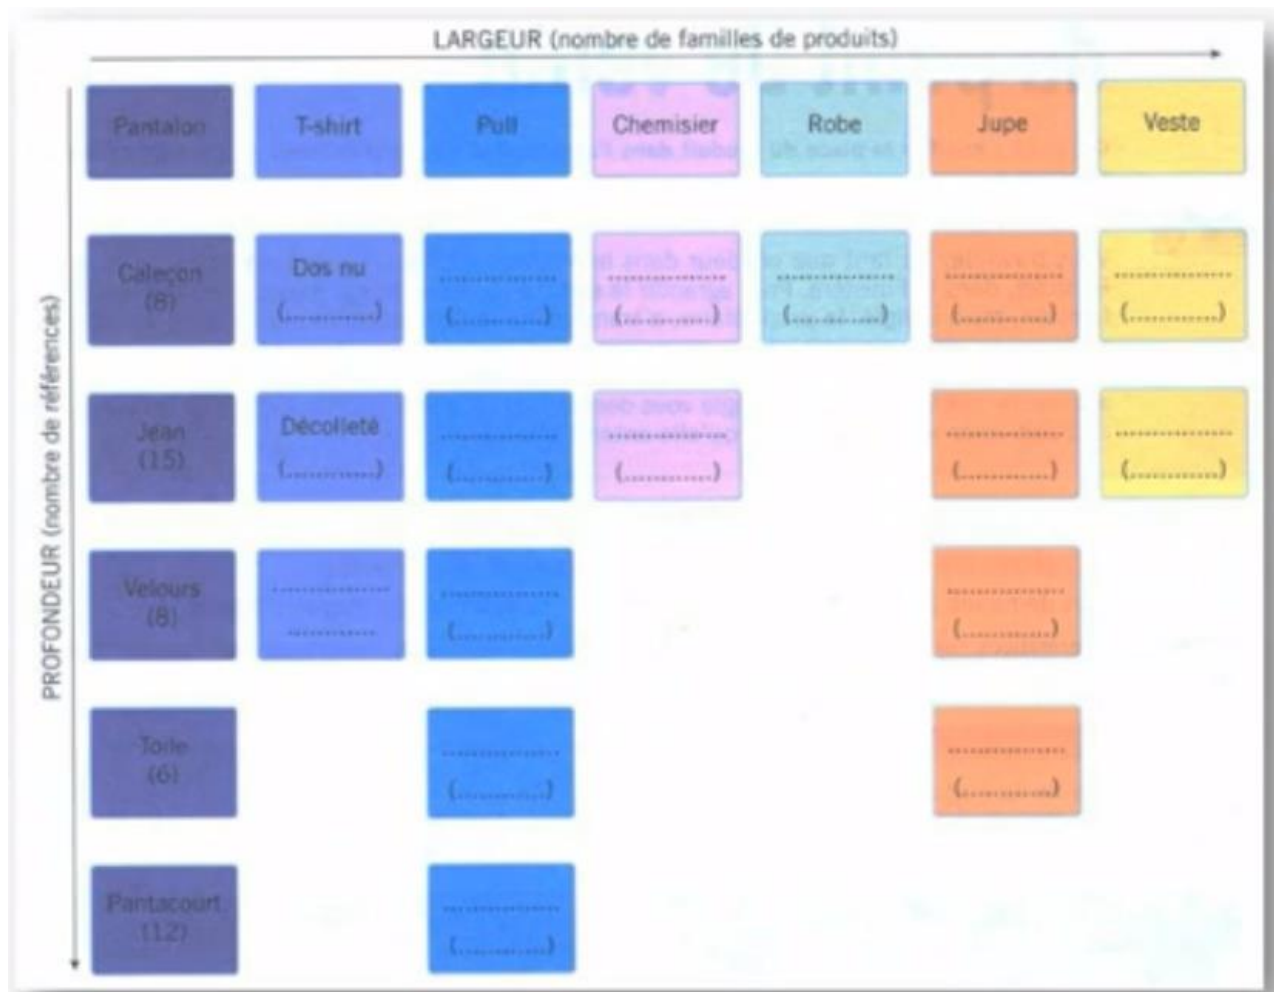 LARGEUR (nombre de familles de produits)
PROFONDEUR (nombre de références)
Pantalon T-shirt Pull Chemisier Robe Jupe Veste
Caleçon Dos nu
(8) (............) (............) (............) (............) (............) (............)
Jean Décolleté
(15) (............) (............) (............) (............) (............)
Velours
(8) ............ (............) (............)
Toile
(6) (............) (............)
Pantacourt
(12) (............)